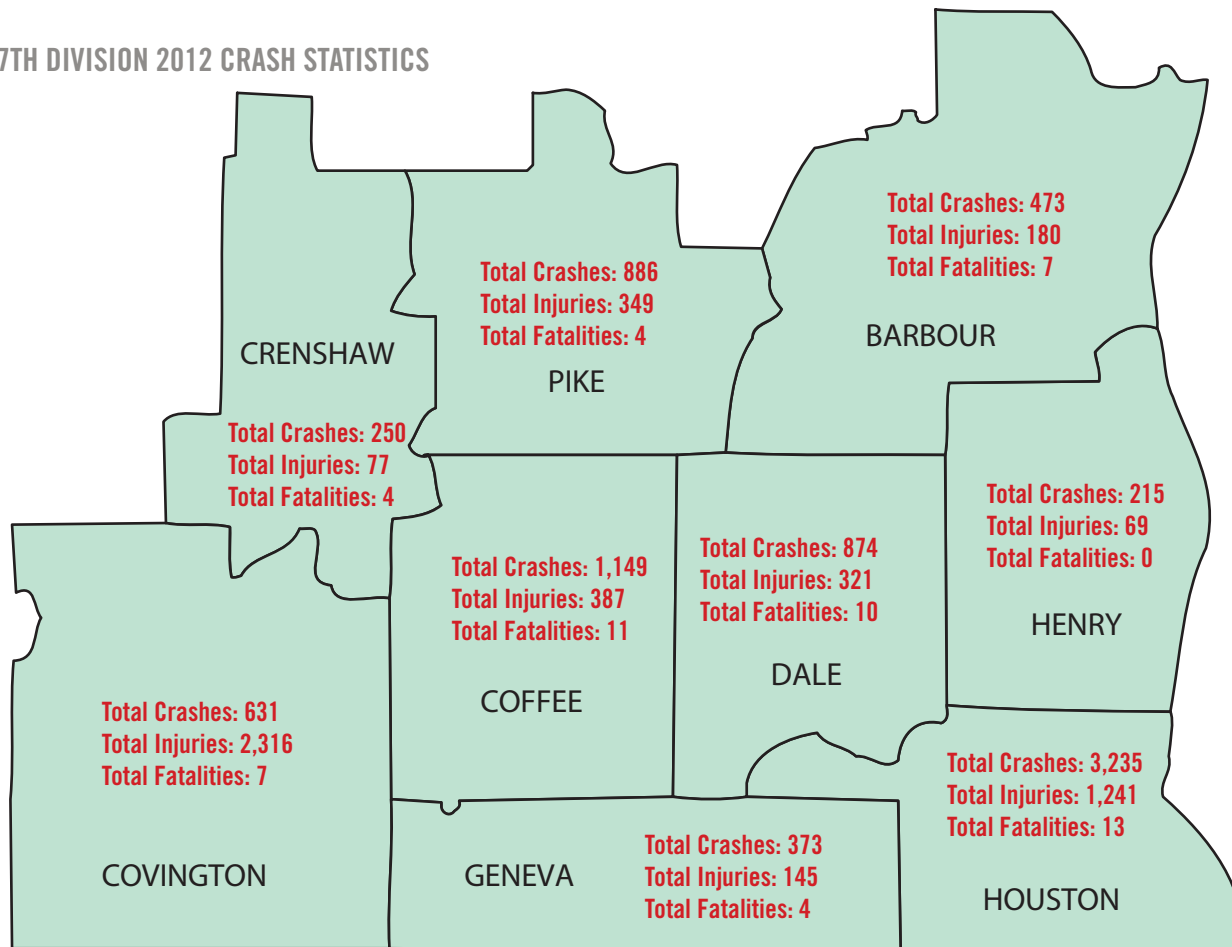 7TH DIVISION 2012 CRASH STATISTICS
Total Crashes: 473
Total Injuries: 180
Total Fatalities: 7
BARBOUR
Total Crashes: 886
Total Injuries: 349
Total Fatalities: 4
PIKE
CRENSHAW
Total Crashes: 250
Total Injuries: 77
Total Fatalities: 4
Total Crashes: 215
Total Injuries: 69
Total Fatalities: 0
HENRY
Total Crashes: 874
Total Injuries: 321
Total Fatalities: 10
DALE
Total Crashes: 1,149
Total Injuries: 387
Total Fatalities: 11
COFFEE
Total Crashes: 631
Total Injuries: 2,316
Total Fatalities: 7
COVINGTON
Total Crashes: 373
Total Injuries: 145
Total Fatalities: 4
GENEVA
Total Crashes: 3,235
Total Injuries: 1,241
Total Fatalities: 13
HOUSTON